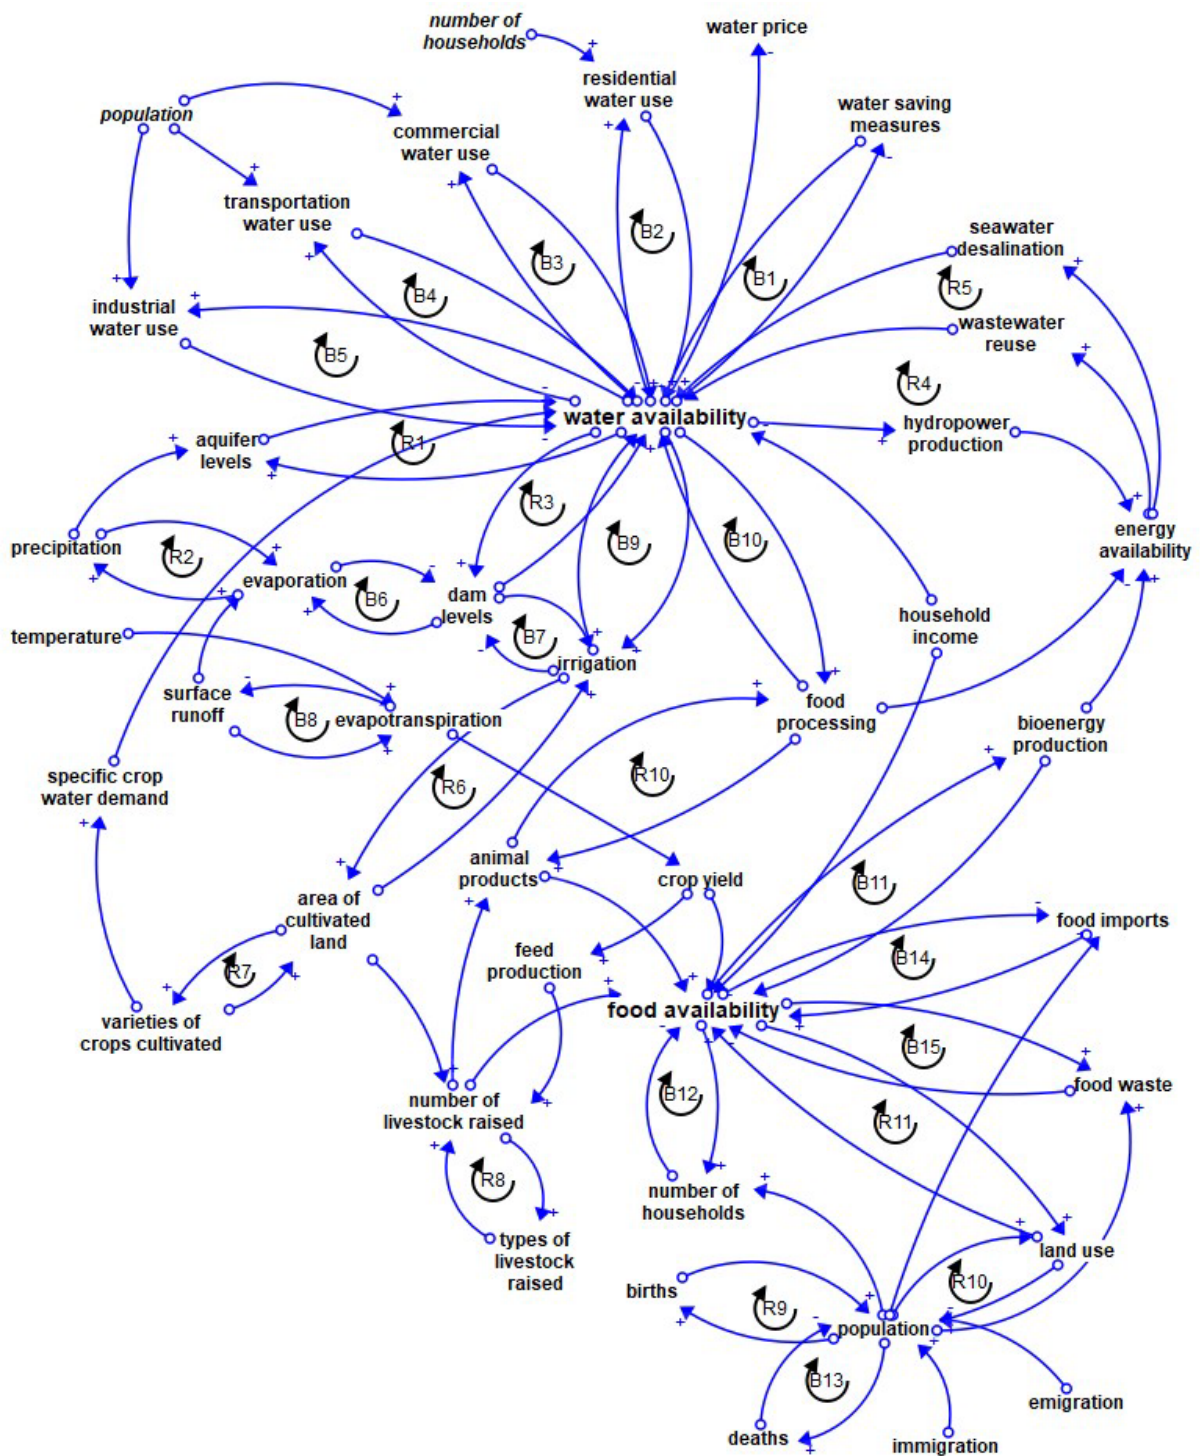 number of
households
water price
residential
water use
water saving
measures
population
commercial
water use
transportation
water use
seawater
desalination
B2
B3
B1
B4
R5
industrial
water use
wastewater
reuse
B5
R4
water availability
hydropower
production
aquifer
levels
R1
R3
B9
B10
precipitation
R2
evaporation
B6
dam
levels
energy
availability
household
income
temperature
B7
irrigation
surface
runoff
B8
evapotranspiration
food
processing
bioenergy
production
specific crop
water demand
R6
R10
animal
products
crop yield
B11
area of
cultivated
land
food imports
feed
production
B14
R7
varieties of
crops cultivated
food availability
B15
food waste
B12
number of
livestock raised
R11
R8
number of
households
types of
livestock
raised
land use
births
R9
R10
population
B13
emigration
deaths
immigration